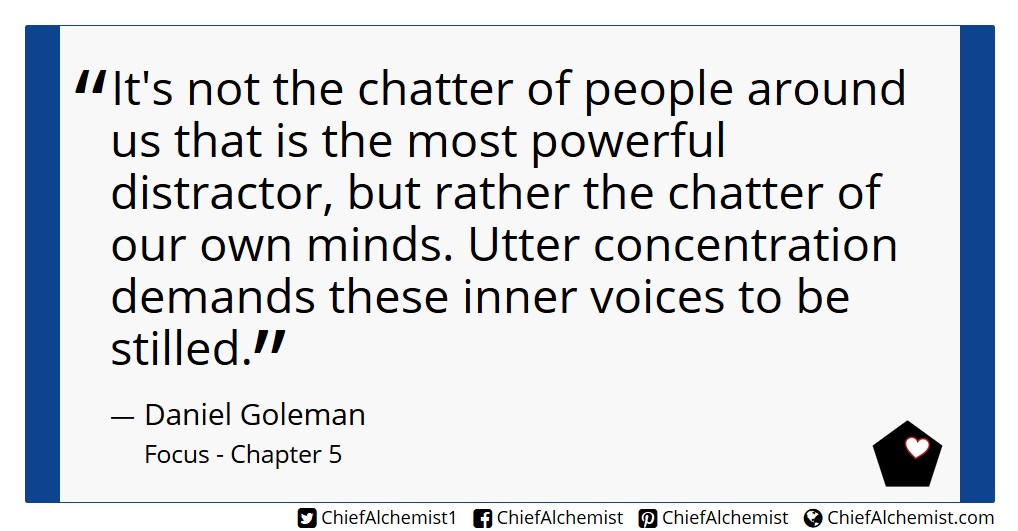 “It's not the chatter of people around
us that is the most powerful
distractor, but rather the chatter of
our own minds. Utter concentration
demands these inner voices to be
stilled.”
— Daniel Goleman
Focus - Chapter 5
ChiefAlchemist1 ChiefAlchemist ChiefAlchemist ChiefAlchemist.com